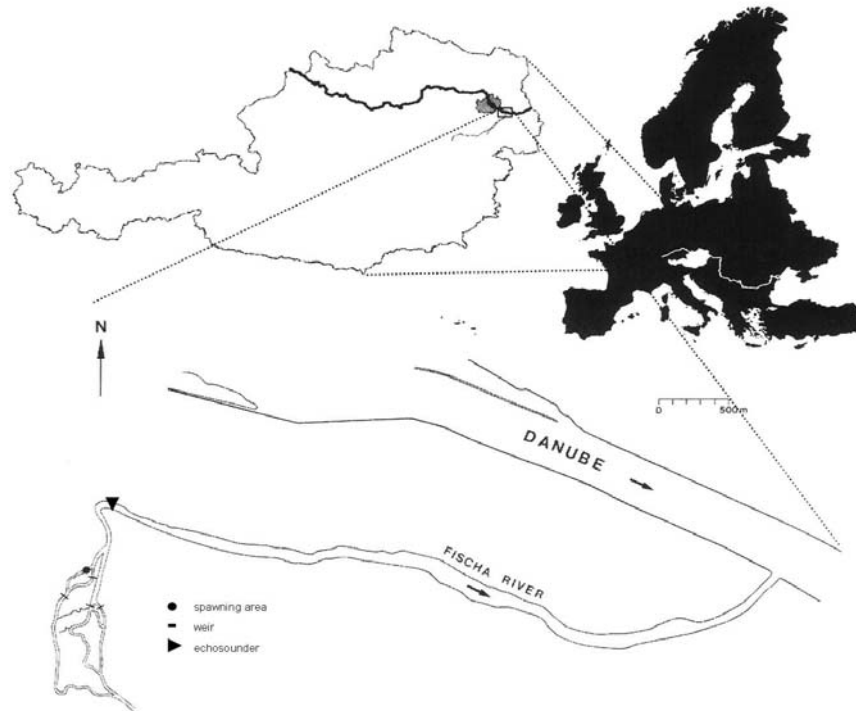 N
0 500m
DANUBE
FISCHA RIVER
spawning area
weir
echosounder